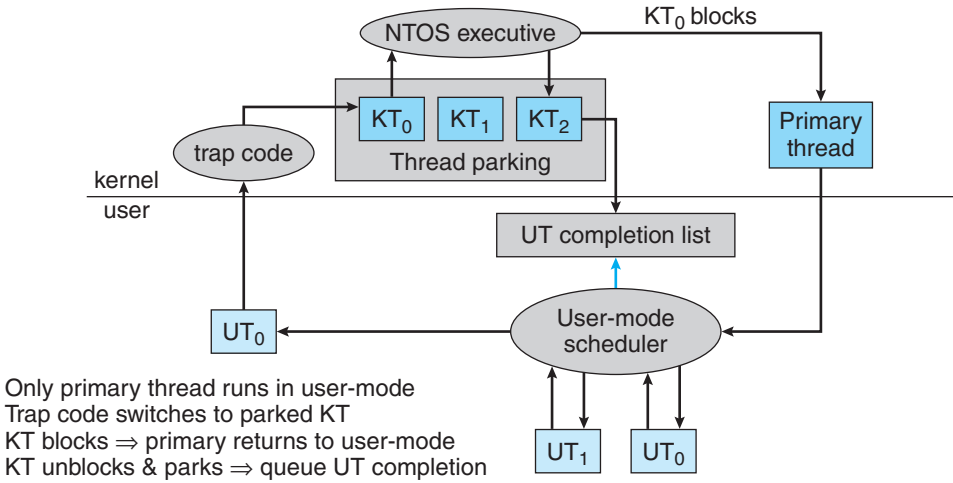 NTOS executive
KT₀ blocks
KT₀
KT₁
KT₂
Primary
thread
trap code
Thread parking
kernel
user
UT completion list
UT₀
User-mode
scheduler
Only primary thread runs in user-mode
Trap code switches to parked KT
KT blocks ⇒ primary returns to user-mode
KT unblocks & parks ⇒ queue UT completion
UT₁
UT₀